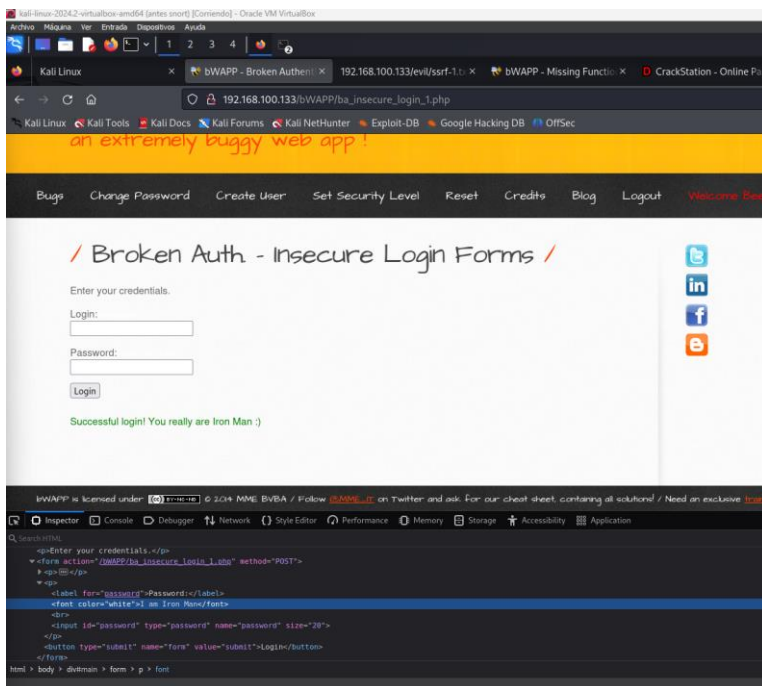 kali-linux-2024.2-virtualbox-amd64 (antes snort) [Corriendo] - Oracle VM VirtualBox
Archivo Máquina Ver Entrada Dispositivos Ayuda
1 2 3 4
Kali Linux bWAPP - Broken Authenti 192.168.100.133/evil/ssrf-1.t bWAPP - Missing Functio CrackStation - Online Pa
192.168.100.133/bWAPP/ba_insecure_login_1.php
Kali Linux Kali Tools Kali Docs Kali Forums Kali NetHunter Exploit-DB Google Hacking DB OffSec
an extremely buggy web app !
Bugs Change Password Create User Set Security Level Reset Credits Blog Logout Welcome Bee
/ Broken Auth. - Insecure Login Forms /
Enter your credentials.
Login:
Password:
Login
Successful login! You really are Iron Man :)
bWAPP is licensed under © 2014 MME BVBA / Follow @MME_IT on Twitter and ask for our cheat sheet, containing all solutions! / Need an exclusive
Inspector Console Debugger Network Style Editor Performance Memory Storage Accessibility Application
Search HTML
<p>Enter your credentials.</p>
<form action="/bWAPP/ba_insecure_login_1.php" method="POST">
<p></p>
<p>
<label for="password">Password:</label>
<font color="white">I am Iron Man</font>
<br>
<input id="password" type="password" name="password" size="20">
</p>
<button type="submit" name="form" value="submit">Login</button>
</form>
html > body > div#main > form > p > font